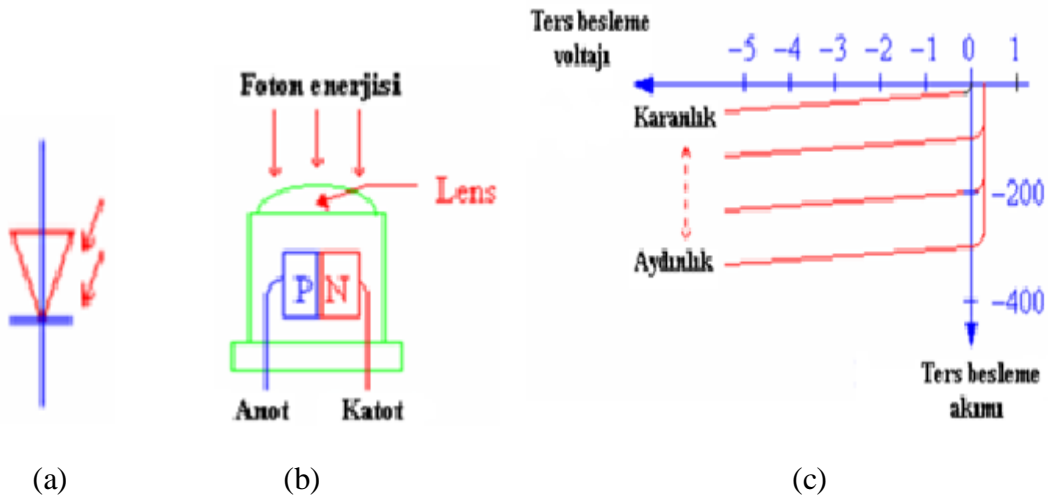 Foton enerjisi
Lens
P N
Anot Katot
Ters besleme
voltajı
-5 -4 -3 -2 -1 0 1
Karanlık
Aydınlık
-200
-400
Ters besleme
akımı
(a) (b) (c)